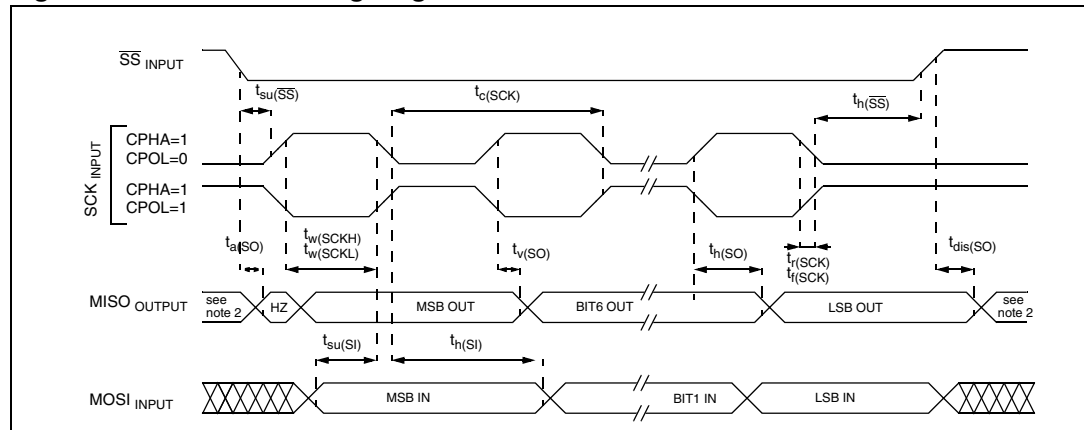 SS INPUT
tsu(SS)
tc(SCK)
th(SS)
SCK INPUT
CPHA=1
CPOL=0
CPHA=1
CPOL=1
ta(SO)
tw(SCKH)
tw(SCKL)
tv(SO)
th(SO)
tr(SCK)
tf(SCK)
tdis(SO)
MISO OUTPUT
see note 2
HZ
MSB OUT
BIT6 OUT
LSB OUT
see note 2
tsu(SI)
th(SI)
MOSI INPUT
MSB IN
BIT1 IN
LSB IN